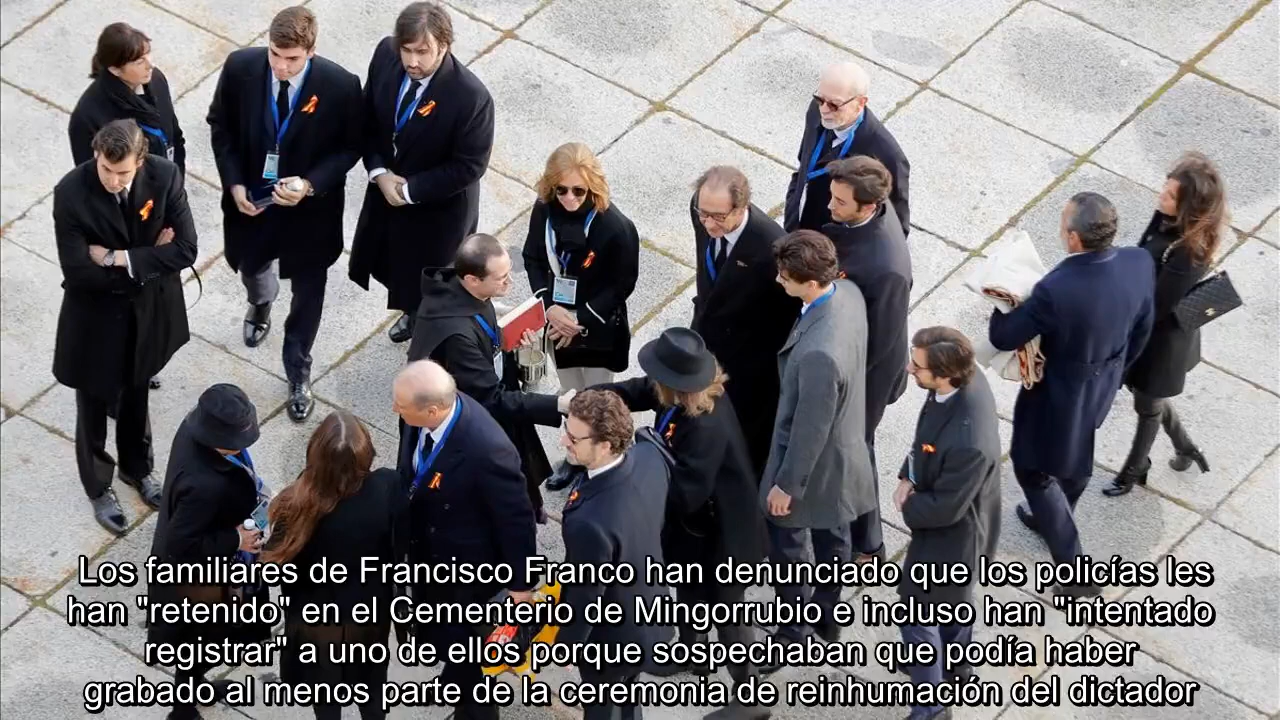 Los familiares de Francisco Franco han denunciado que los policías les
han "retenido" en el Cementerio de Mingorrubio e incluso han "intentado
registrar" a uno de ellos porque sospechaban que podía haber
grabado al menos parte de la ceremonia de reinhumación del dictador